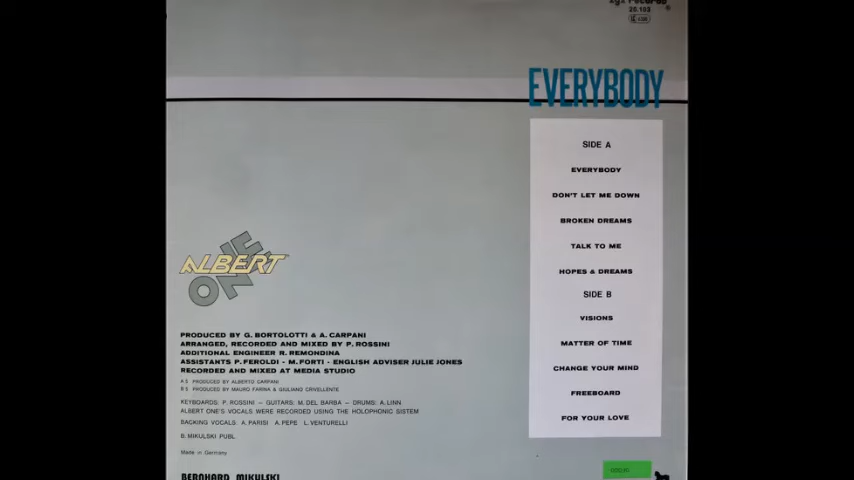 28.103
EVERYBODY
SIDE A
EVERYBODY
DON'T LET ME DOWN
BROKEN DREAMS
TALK TO ME
HOPES & DREAMS
SIDE B
VISIONS
MATTER OF TIME
CHANGE YOUR MIND
FREEBOARD
FOR YOUR LOVE
ALBERT
ONE
PRODUCED BY G. BORTOLOTTI & A. CARPANI
ARRANGED, RECORDED AND MIXED BY P. ROSSINI
ADDITIONAL ENGINEER R. REMONDINA
ASSISTANTS P. FEROLDI - M. FORTI - ENGLISH ADVISER JULIE JONES
RECORDED AND MIXED AT MEDIA STUDIO
PRODUCED BY ALBERTO CARPANI
PRODUCED BY MAURO FARINA & GIULIANO CRIVELLENTE
KEYBOARDS: P. ROSSINI – GUITARS: M. DEL BARBA – DRUMS: A. LINN
ALBERT ONE'S VOCALS WERE RECORDED USING THE HOLOPHONIC SISTEM
BACKING VOCALS: A. PARISI A. PEPE L. VENTURELLI
B. MIKULSKI PUBL.
Made in Germany
BERNHARD MIKULSKI